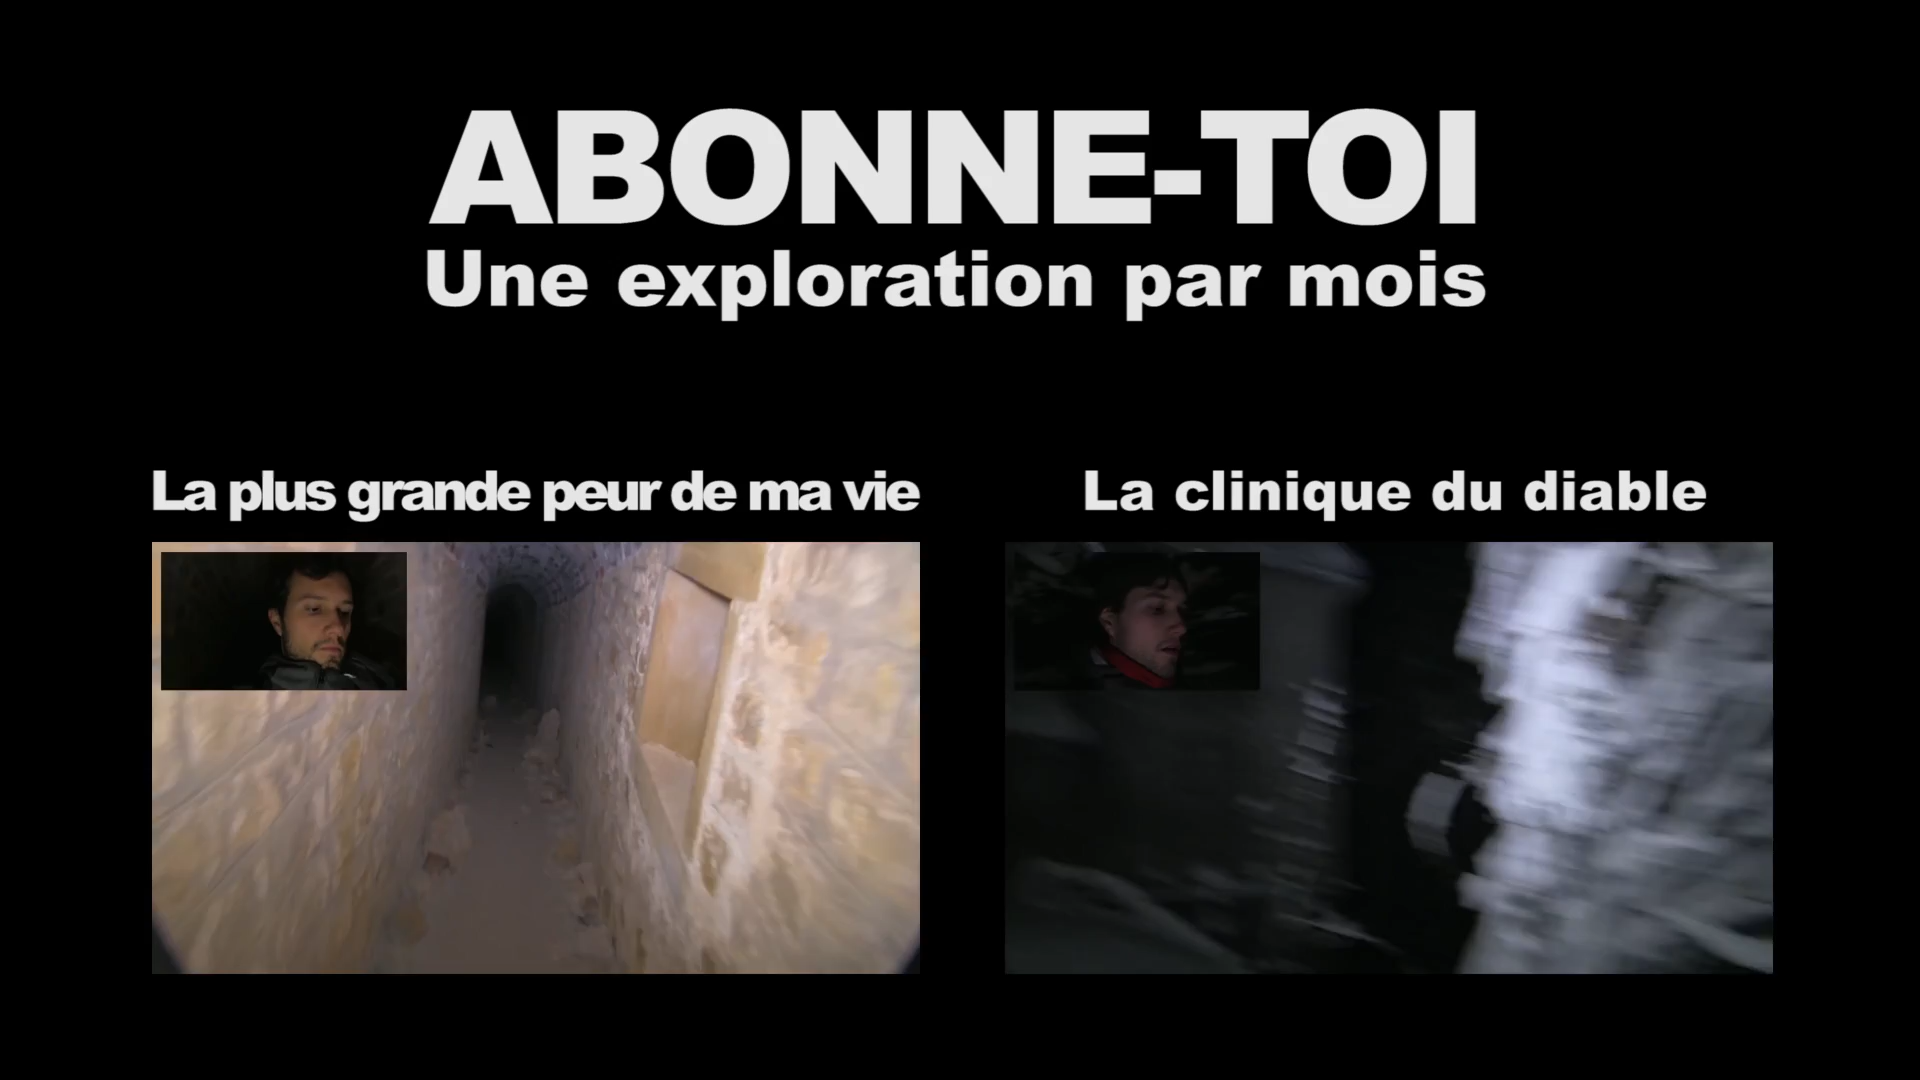 ABONNE-TOI
Une exploration par mois
La plus grande peur de ma vie
La clinique du diable